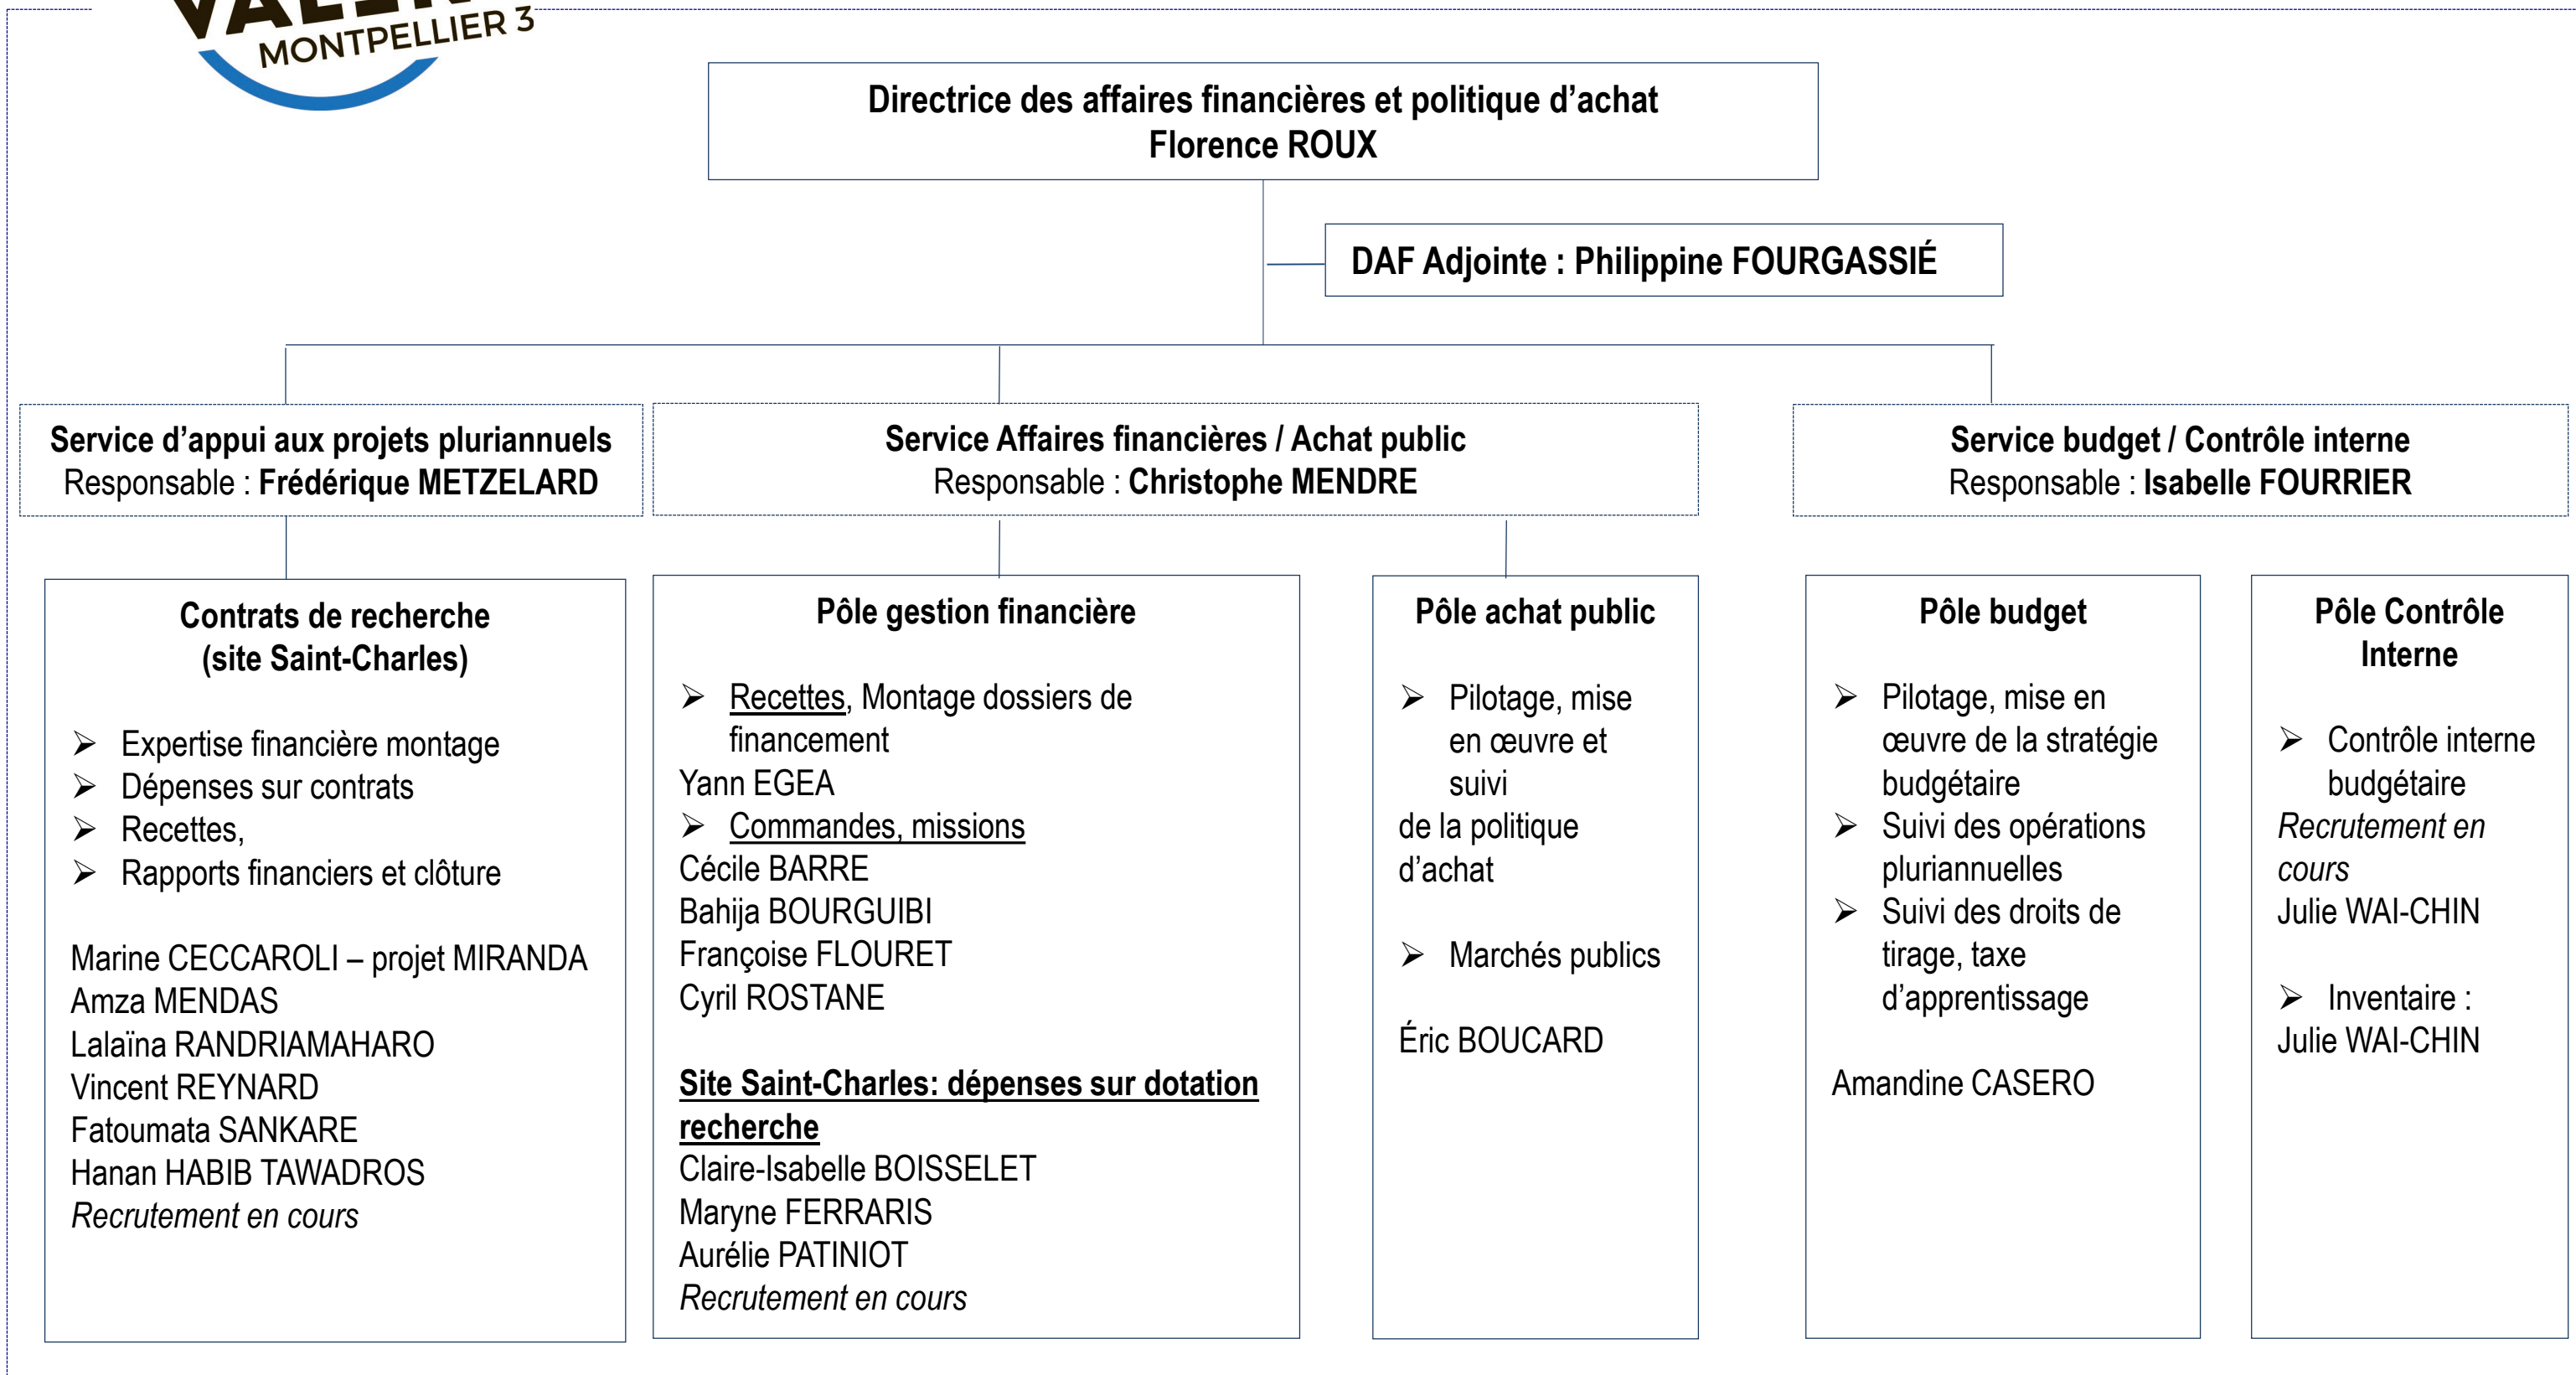 MONTPELLIER 3
Directrice des affaires financières et politique d’achat
Florence ROUX
DAF Adjointe : Philippine FOURGASSIÉ
Service d’appui aux projets pluriannuels
Responsable : Frédérique METZELARD
Service Affaires financières / Achat public
Responsable : Christophe MENDRE
Service budget / Contrôle interne
Responsable : Isabelle FOURRIER
Contrats de recherche
(site Saint-Charles)
➢ Expertise financière montage
➢ Dépenses sur contrats
➢ Recettes,
➢ Rapports financiers et clôture
Marine CECCAROLI – projet MIRANDA
Amza MENDAS
Lalaïna RANDRIAMAHARO
Vincent REYNARD
Fatoumata SANKARE
Hanan HABIB TAWADROS
Recrutement en cours
Pôle gestion financière
➢ Recettes, Montage dossiers de
financement
Yann EGEA
➢ Commandes, missions
Cécile BARRE
Bahija BOURGUIBI
Françoise FLOURET
Cyril ROSTANE
Site Saint-Charles: dépenses sur dotation
recherche
Claire-Isabelle BOISSELET
Maryne FERRARIS
Aurélie PATINIOT
Recrutement en cours
Pôle achat public
➢ Pilotage, mise
en œuvre et
suivi
de la politique
d’achat
➢ Marchés publics
Éric BOUCARD
Pôle budget
➢ Pilotage, mise en
œuvre de la stratégie
budgétaire
➢ Suivi des opérations
pluriannuelles
➢ Suivi des droits de
tirage, taxe
d’apprentissage
Amandine CASERO
Pôle Contrôle
Interne
➢ Contrôle interne
budgétaire
Recrutement en
cours
Julie WAI-CHIN
➢ Inventaire :
Julie WAI-CHIN